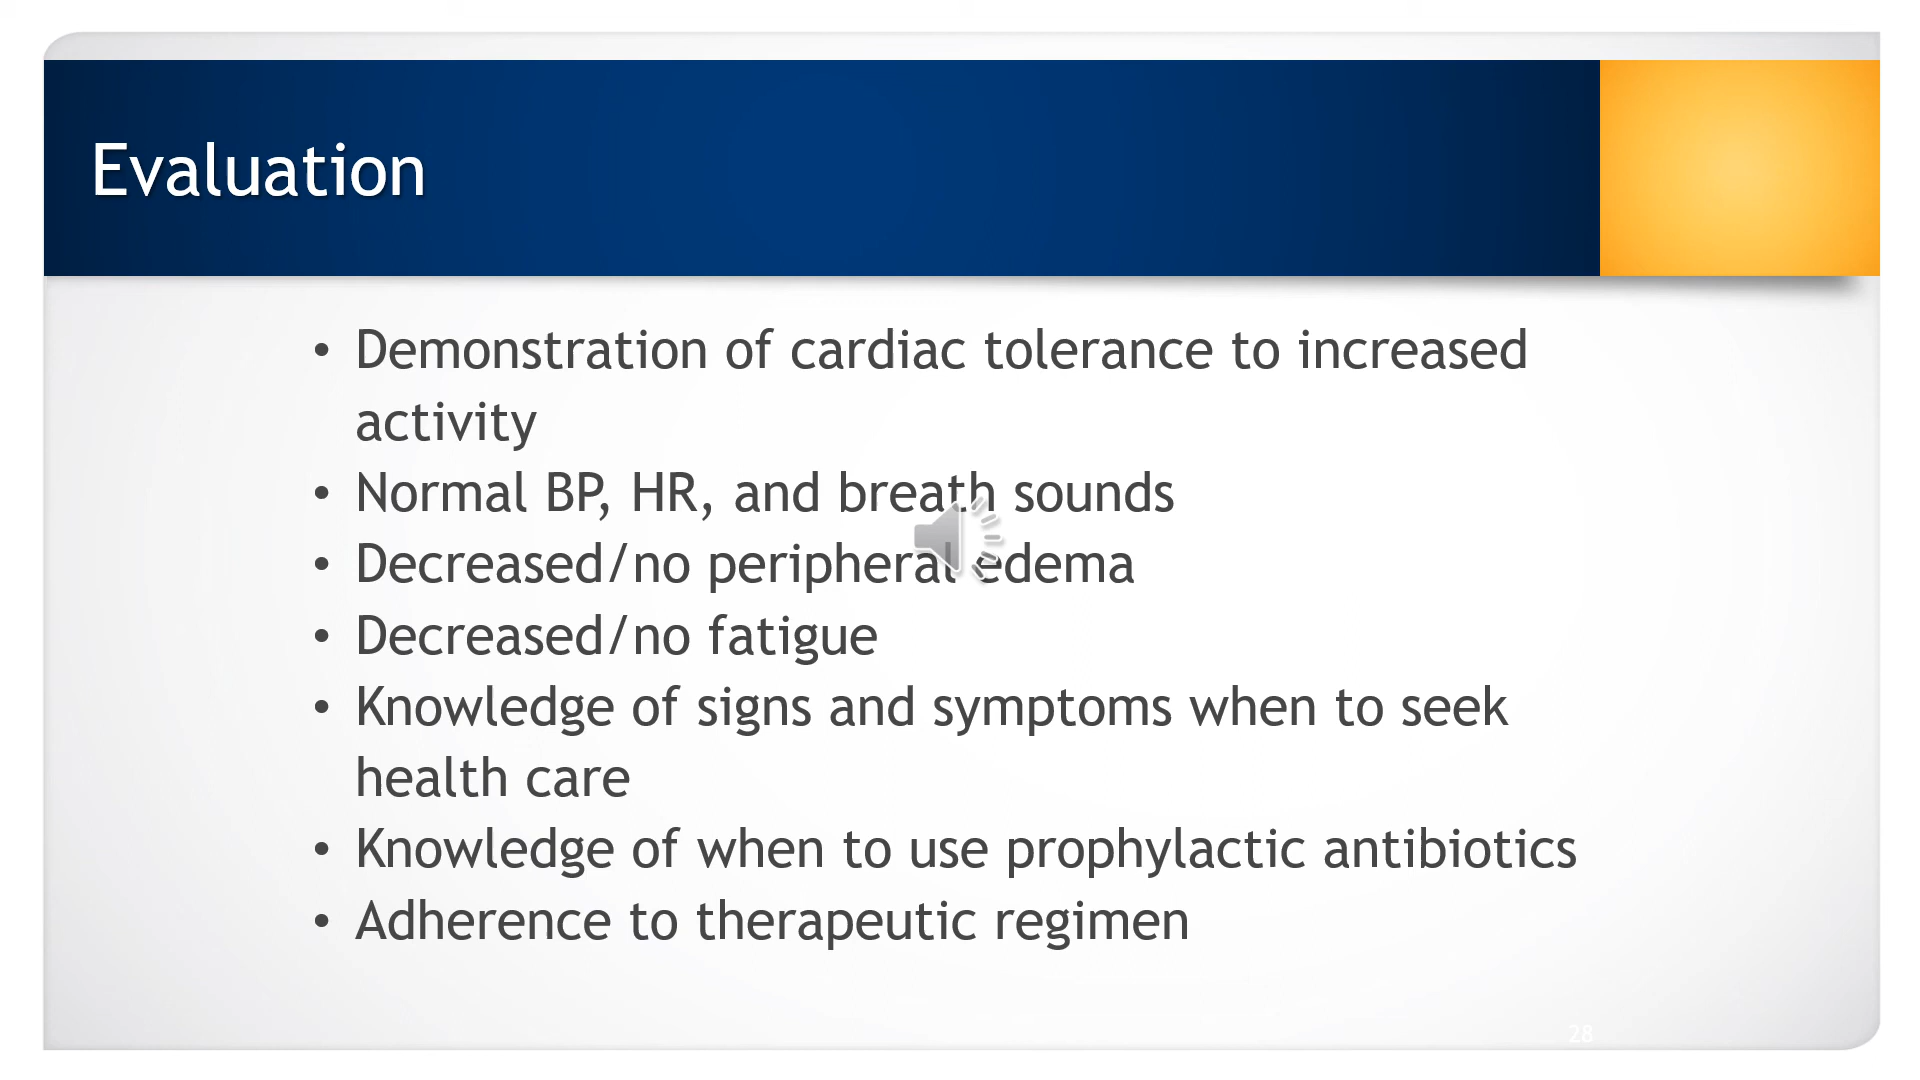 Evaluation
• Demonstration of cardiac tolerance to increased
activity
• Normal BP, HR, and breath sounds
• Decreased/no peripheral edema
• Decreased/no fatigue
• Knowledge of signs and symptoms when to seek
health care
• Knowledge of when to use prophylactic antibiotics
• Adherence to therapeutic regimen
28